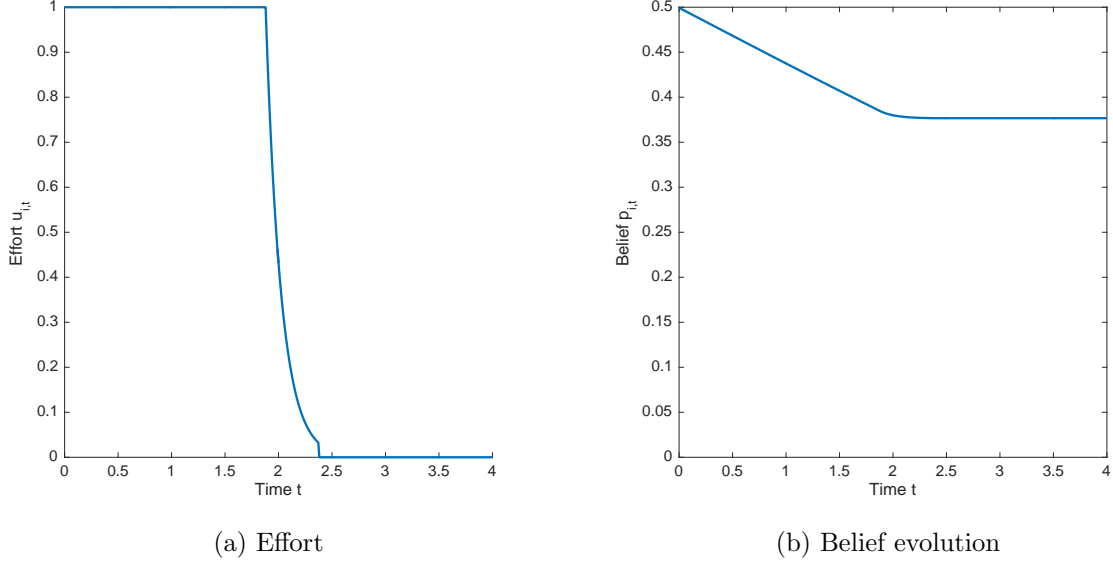 1
0.9
0.8
0.7
0.6
0.5
0.4
0.3
0.2
0.1
0
Effort u_{i,t}
0 0.5 1 1.5 2 2.5 3 3.5 4
Time t
(a) Effort
0.5
0.45
0.4
0.35
0.3
0.25
0.2
0.15
0.1
0.05
0
Belief p_{i,t}
0 0.5 1 1.5 2 2.5 3 3.5 4
Time t
(b) Belief evolution